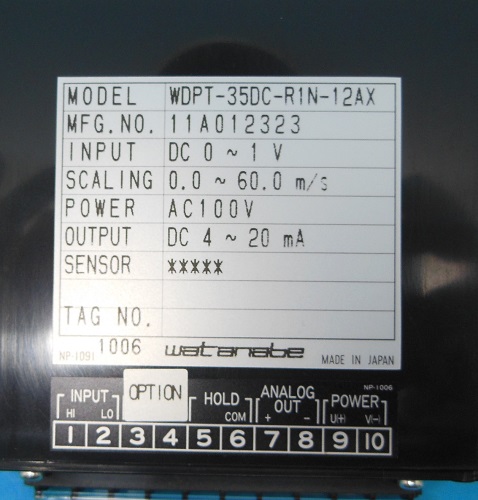 MODEL WDPT-35DC-R1N-12AX
MFG.NO. 11A012323
INPUT DC 0 ~ 1 V
SCALING 0.0 ~ 60.0 m/s
POWER AC100V
OUTPUT DC 4 ~ 20 mA
SENSOR *****
TAG NO.
NP-1091 1006 watanabe MADE IN JAPAN
NP-1006
INPUT OPTION HOLD ANALOG OUT POWER
HI LO COM + - U(+) V(-)
1 2 3 4 5 6 7 8 9 10